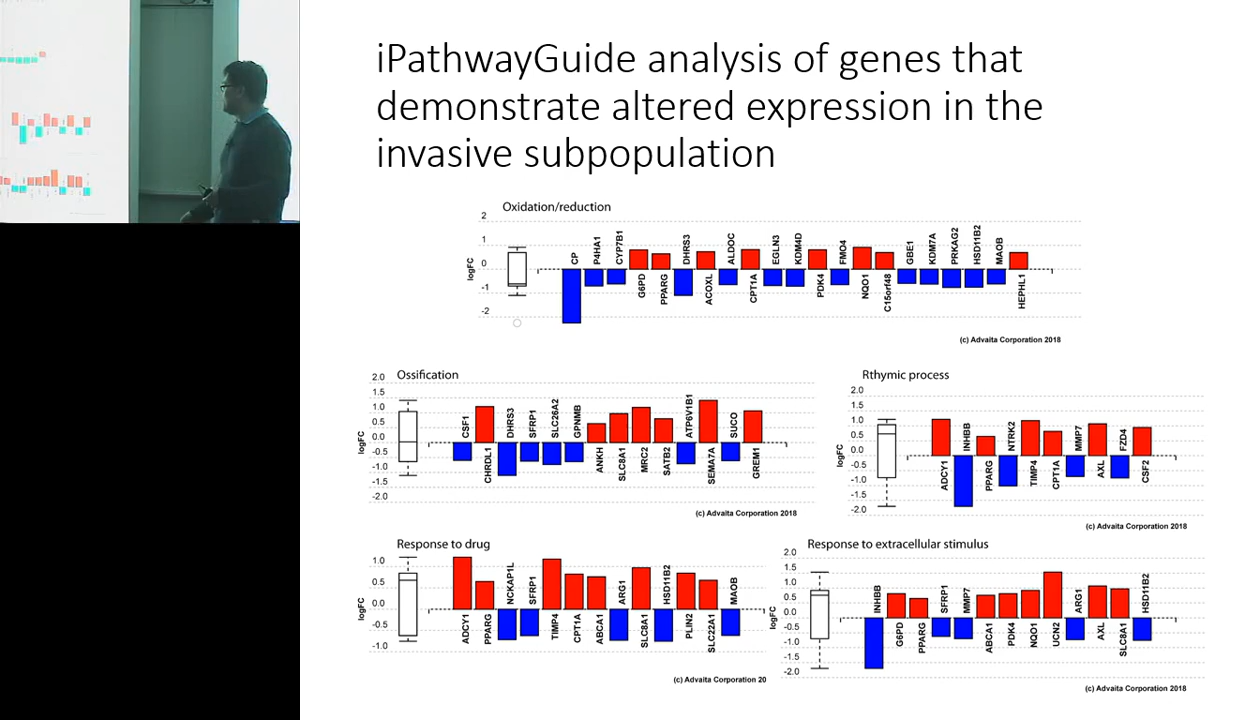 iPathwayGuide analysis of genes that
demonstrate altered expression in the
invasive subpopulation
Oxidation/reduction
2
1
0
-1
-2
logFC
CP
P4HA1
CYP7B1
G6PD
PPARG
DHRS3
ACOXL
ALDOC
CPT1A
EGLN3
KDM4D
PDK4
FMO4
NQO1
C15orf48
GBE1
KDM7A
PRKAG2
HSD11B2
MAOB
HEPHL1
(c) Advaita Corporation 2018
Ossification
2.0
1.5
1.0
0.5
0.0
-0.5
-1.0
-1.5
-2.0
logFC
CSF1
CHRDL1
DHRS3
SFRP1
SLC26A2
GPNMB
ANKH
SLC8A1
MRC2
SATB2
ATP6V1B1
SEMA7A
SUCO
GREM1
(c) Advaita Corporation 2018
Rthymic process
2.0
1.5
1.0
0.5
0.0
-0.5
-1.0
-1.5
-2.0
logFC
ADCY1
INHBB
PPARG
NTRK2
TIMP4
CPT1A
MMP7
AXL
FZD4
CSF2
(c) Advaita Corporation 2018
Response to drug
1.0
0.5
0.0
-0.5
-1.0
logFC
ADCY1
PPARG
NCKAP1L
SFRP1
TIMP4
CPT1A
ABCA1
ARG1
SLC8A1
HSD11B2
PLIN2
SLC22A1
MAOB
(c) Advaita Corporation 20
Response to extracellular stimulus
2.0
1.5
1.0
0.5
0.0
-0.5
-1.0
-1.5
-2.0
logFC
INHBB
G6PD
PPARG
SFRP1
MMP7
ABCA1
PDK4
NQO1
UCN2
ARG1
AXL
SLC8A1
HSD11B2
(c) Advaita Corporation 2018